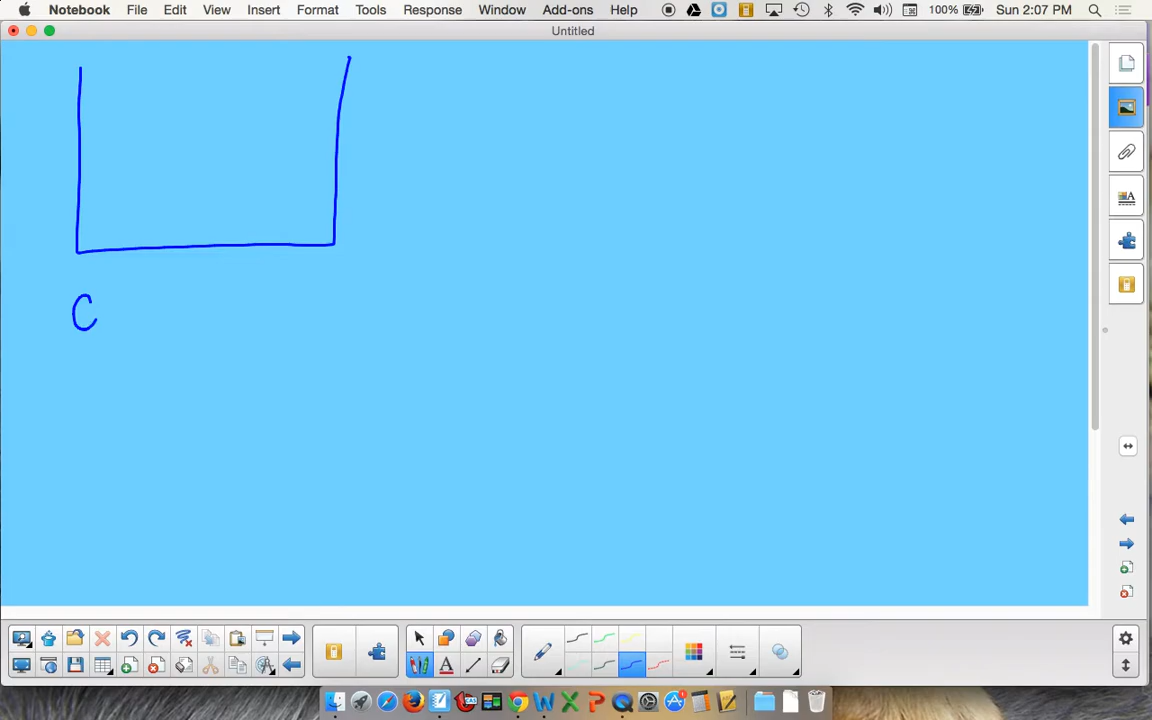 Notebook File Edit View Insert Format Tools Response Window Add-ons Help 100% Sun 2:07 PM
Untitled
C